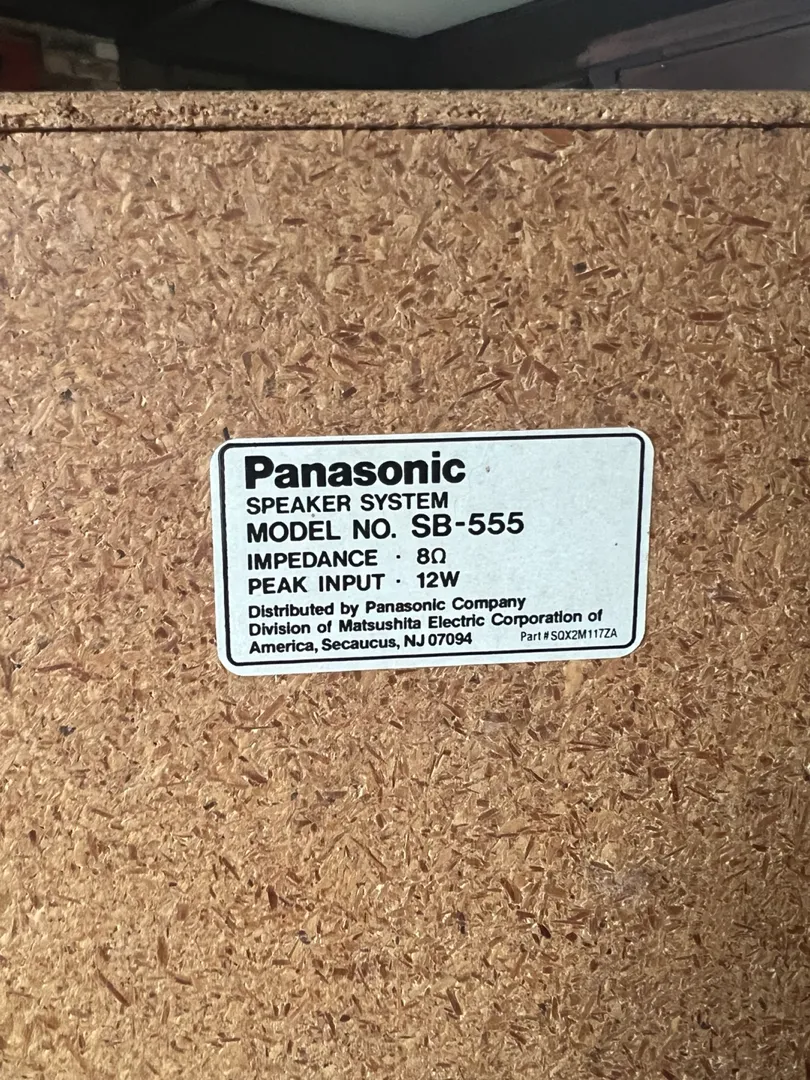 Panasonic
SPEAKER SYSTEM
MODEL NO. SB-555
IMPEDANCE · 8Ω
PEAK INPUT · 12W
Distributed by Panasonic Company
Division of Matsushita Electric Corporation of
America, Secaucus, NJ 07094 Part # SQX2M117ZA